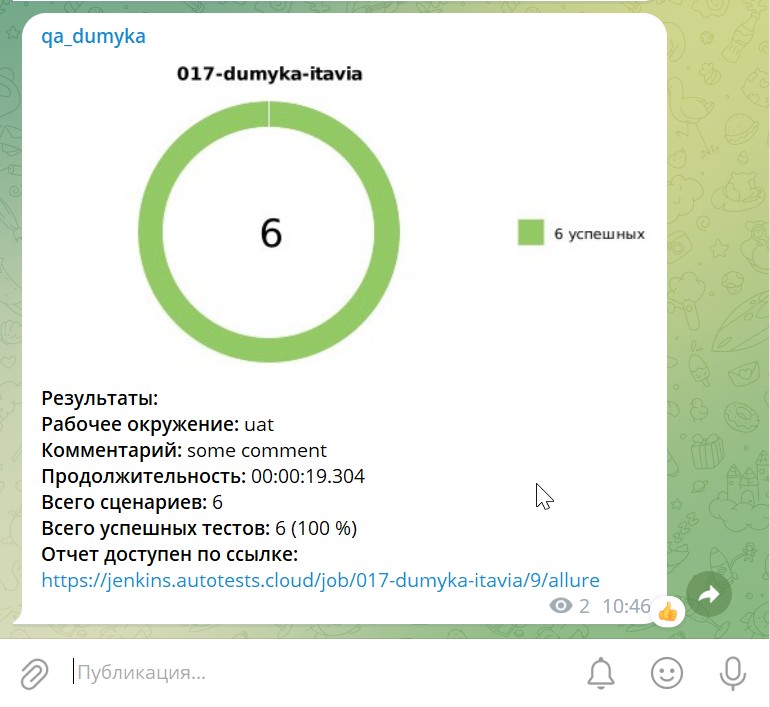 qa_dumyka
017-dumyka-itavia
6
6 успешных
Результаты:
Рабочее окружение: uat
Комментарий: some comment
Продолжительность: 00:00:19.304
Всего сценариев: 6
Всего успешных тестов: 6 (100 %)
Отчет доступен по ссылке:
https://jenkins.autotests.cloud/job/017-dumyka-itavia/9/allure
2 10:46
Публикация...